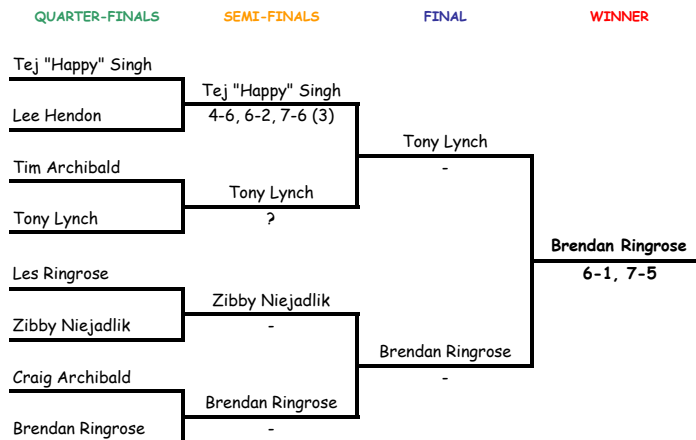 QUARTER-FINALS SEMI-FINALS FINAL WINNER
Tej "Happy" Singh
Tej "Happy" Singh
4-6, 6-2, 7-6 (3)
Lee Hendon
Tony Lynch
-
Tim Archibald
Tony Lynch
?
Tony Lynch
Brendan Ringrose
6-1, 7-5
Les Ringrose
Zibby Niejadlik
-
Zibby Niejadlik
Brendan Ringrose
-
Craig Archibald
Brendan Ringrose
-
Brendan Ringrose